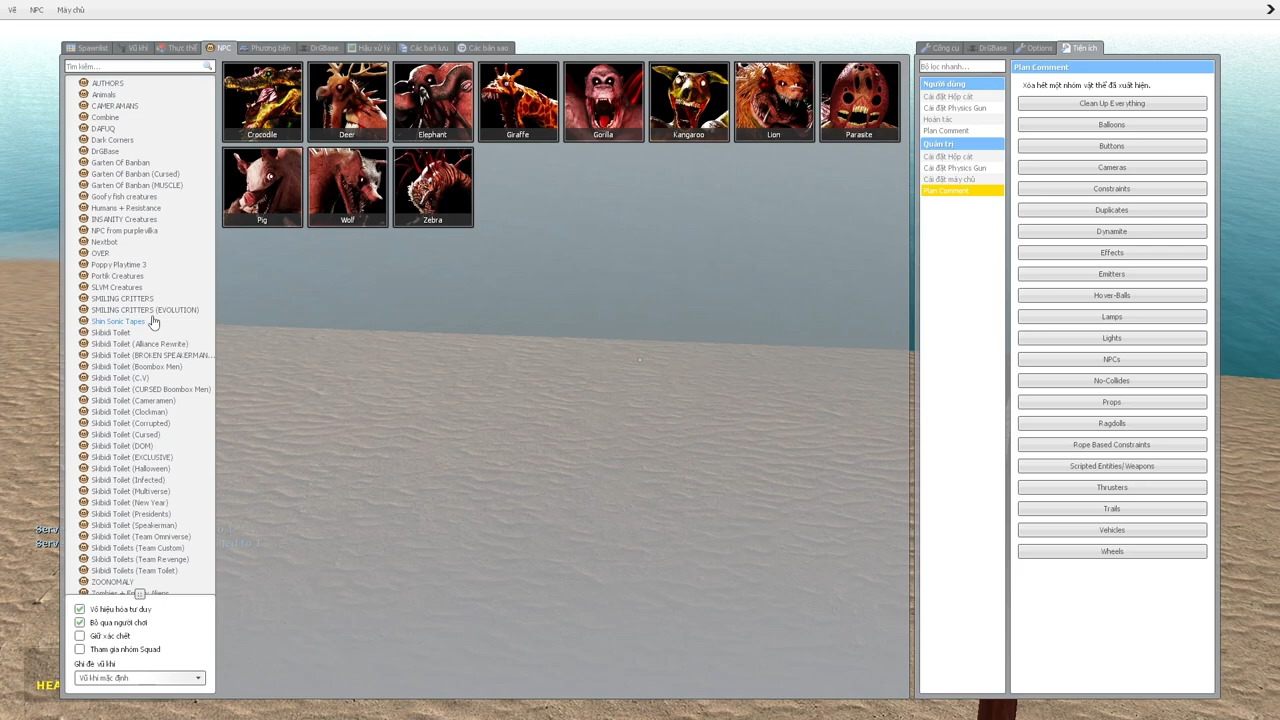 Vẽ NPC Máy chủ
Spawnlist Vũ khí Thực thể NPC Phương tiện DrGBase Hậu xử lý Các bản lưu Các bản sao
Công cụ DrGBase Options Tiện ích
Tìm kiếm...
AUTHORS
Animals
CAMERAMANS
Combine
DAFUQ
Dark Corners
DrGBase
Garten Of Banban
Garten Of Banban (Cursed)
Garten Of Banban (MUSCLE)
Goofy fish creatures
Humans + Resistance
INSANITY Creatures
NPC from purplevilka
Nextbot
OVER
Poppy Playtime 3
Portik Creatures
SLVM Creatures
SMILING CRITTERS
SMILING CRITTERS (EVOLUTION)
Shin Sonic Tapes
Skibidi Toilet
Skibidi Toilet (Alliance Rewrite)
Skibidi Toilet (BROKEN SPEAKERMAN...
Skibidi Toilet (Boombox Men)
Skibidi Toilet (C.V)
Skibidi Toilet (CURSED Boombox Men)
Skibidi Toilet (Cameramen)
Skibidi Toilet (Clockman)
Skibidi Toilet (Corrupted)
Skibidi Toilet (Cursed)
Skibidi Toilet (DOM)
Skibidi Toilet (EXCLUSIVE)
Skibidi Toilet (Halloween)
Skibidi Toilet (Infected)
Skibidi Toilet (Multiverse)
Skibidi Toilet (New Year)
Skibidi Toilet (Presidents)
Skibidi Toilet (Speakerman)
Skibidi Toilet (Team Omniverse)
Skibidi Toilets (Team Custom)
Skibidi Toilets (Team Revenge)
Skibidi Toilets (Team Toilet)
ZOONOMALY
Vô hiệu hóa tư duy
Bỏ qua người chơi
Giữ xác chết
Tham gia nhóm Squad
Ghi đè vũ khí
Vũ khí mặc định
Crocodile Deer Elephant Giraffe Gorilla Kangaroo Lion Parasite
Pig Wolf Zebra
Serv
Serv
HEA
Bộ lọc nhanh...
Người dùng
Cài đặt Hộp cát
Cài đặt Physics Gun
Hoàn tác
Plan Comment
Quản trị
Cài đặt Hộp cát
Cài đặt Physics Gun
Cài đặt máy chủ
Plan Comment
Plan Comment
Xóa hết một nhóm vật thể đã xuất hiện.
Clean Up Everything
Balloons
Buttons
Cameras
Constraints
Duplicates
Dynamite
Effects
Emitters
Hover-Balls
Lamps
Lights
NPCs
No-Collides
Props
Ragdolls
Rope Based Constraints
Scripted Entities/Weapons
Thrusters
Trails
Vehicles
Wheels